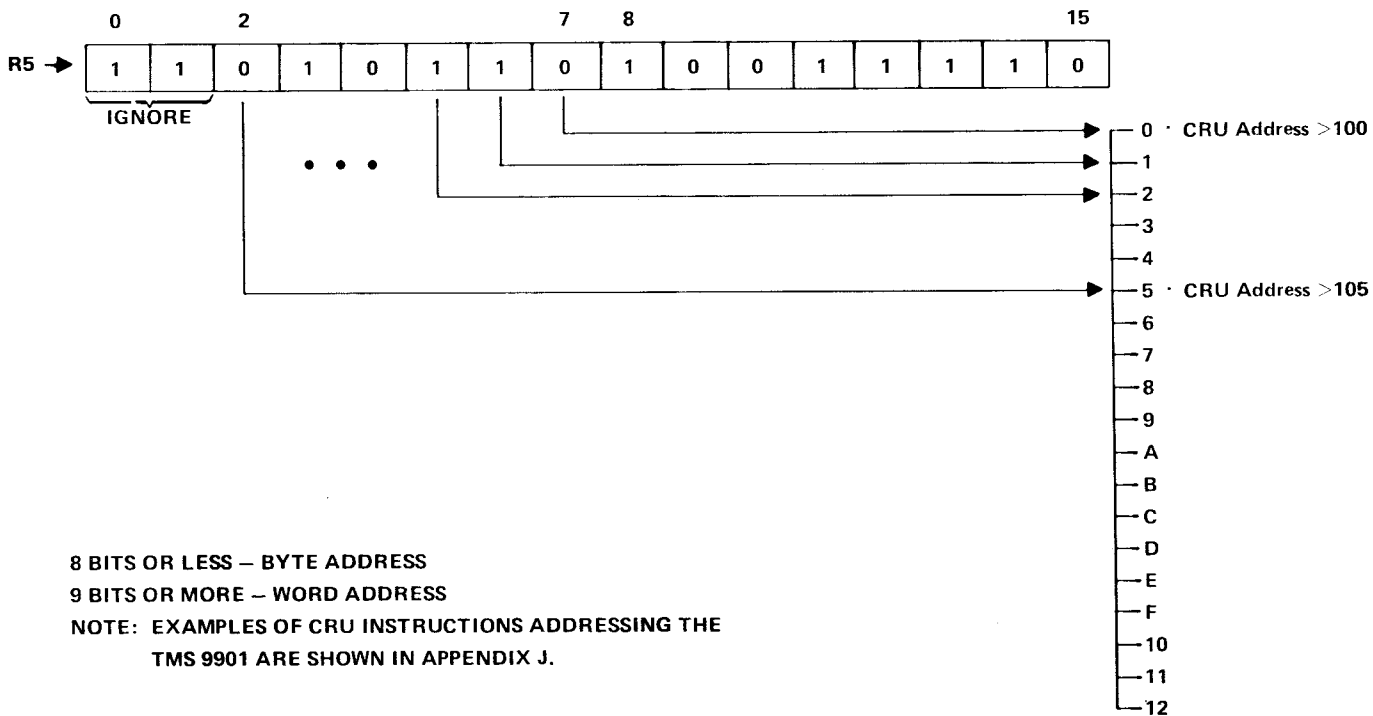 0 2 7 8 15
R5 1 1 0 1 0 1 1 0 1 0 0 1 1 1 1 0
IGNORE
0 · CRU Address >100
1
2
3
4
5 · CRU Address >105
6
7
8
9
A
B
C
D
E
F
10
11
12
8 BITS OR LESS – BYTE ADDRESS
9 BITS OR MORE – WORD ADDRESS
NOTE: EXAMPLES OF CRU INSTRUCTIONS ADDRESSING THE
TMS 9901 ARE SHOWN IN APPENDIX J.